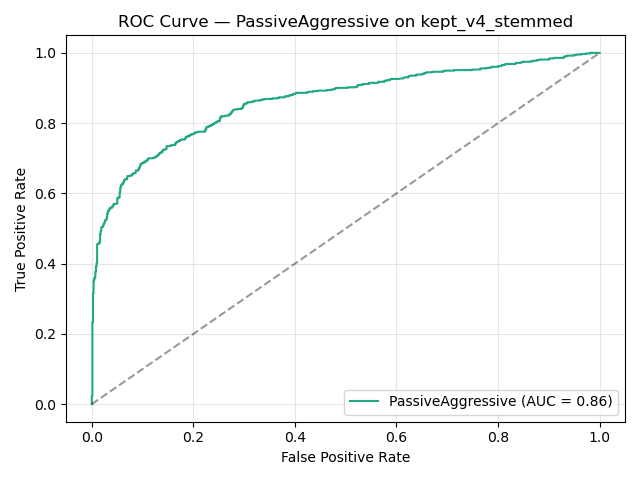 ROC Curve — PassiveAggressive on kept_v4_stemmed
True Positive Rate
1.0
0.8
0.6
0.4
0.2
0.0
PassiveAggressive (AUC = 0.86)
0.0 0.2 0.4 0.6 0.8 1.0
False Positive Rate